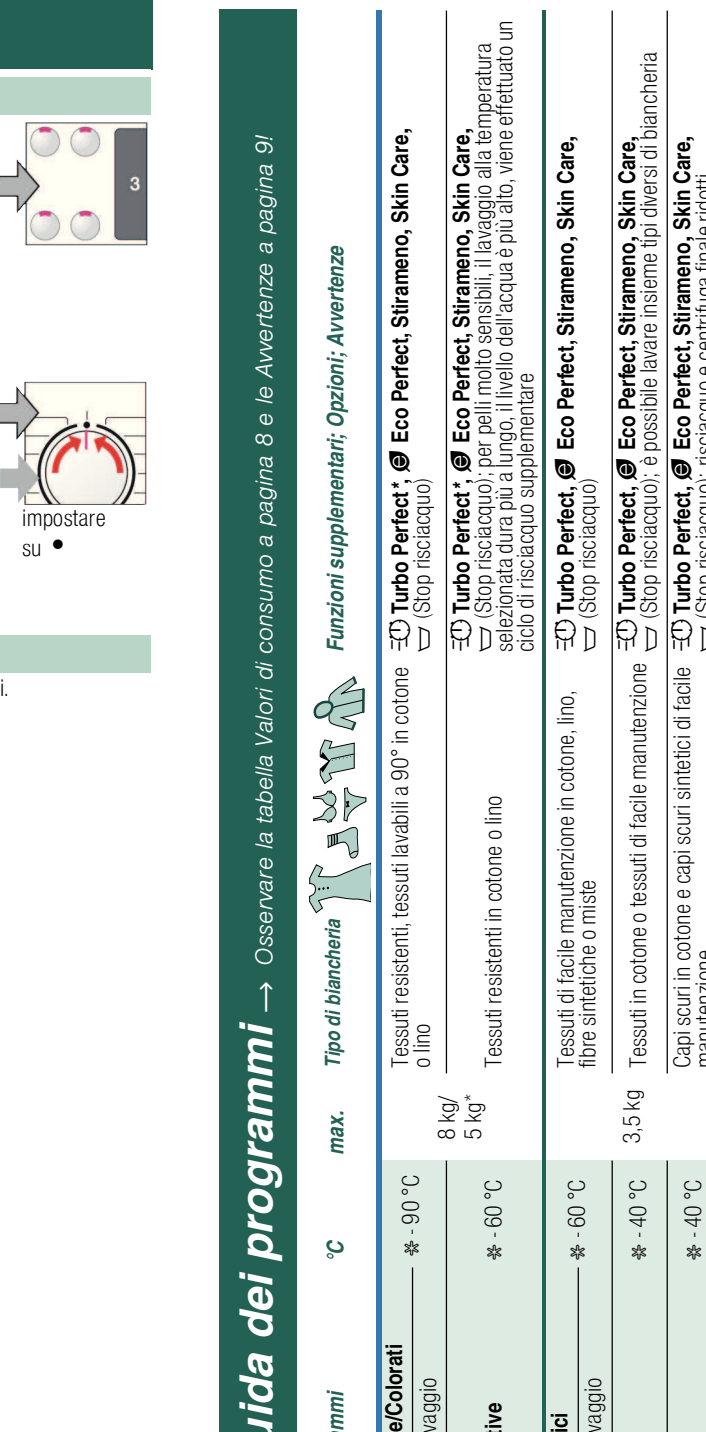 3
impostare
su •
i.
uida dei programmi → Osservare la tabella Valori di consumo a pagina 8 e le Avvertenze a pagina 9!
mmi °C max. Tipo di biancheria Funzioni supplementari; Opzioni; Avvertenze
e/Colorati
vaggio
❄ - 90 °C
8 kg/
5 kg*
Tessuti resistenti, tessuti lavabili a 90° in cotone
o lino
Turbo Perfect*, Eco Perfect, Stirameno, Skin Care,
(Stop risciacquo)
tive
❄ - 60 °C
Tessuti resistenti in cotone o lino
Turbo Perfect*, Eco Perfect, Stirameno, Skin Care,
(Stop risciacquo); per pelli molto sensibili, il lavaggio alla temperatura
selezionata dura più a lungo, il livello dell'acqua è più alto, viene effettuato un
ciclo di risciacquo supplementare
ici
vaggio
❄ - 60 °C
3,5 kg
Tessuti di facile manutenzione in cotone, lino,
fibre sintetiche o miste
Turbo Perfect, Eco Perfect, Stirameno, Skin Care,
(Stop risciacquo)
❄ - 40 °C
Tessuti in cotone o tessuti di facile manutenzione
Turbo Perfect, Eco Perfect, Stirameno, Skin Care,
(Stop risciacquo); è possibile lavare insieme tipi diversi di biancheria
❄ - 40 °C
Capi scuri in cotone e capi scuri sintetici di facile
manutenzione
Turbo Perfect, Eco Perfect, Stirameno, Skin Care,
(Stop risciacquo); risciacquo e centrifuga finale ridotti